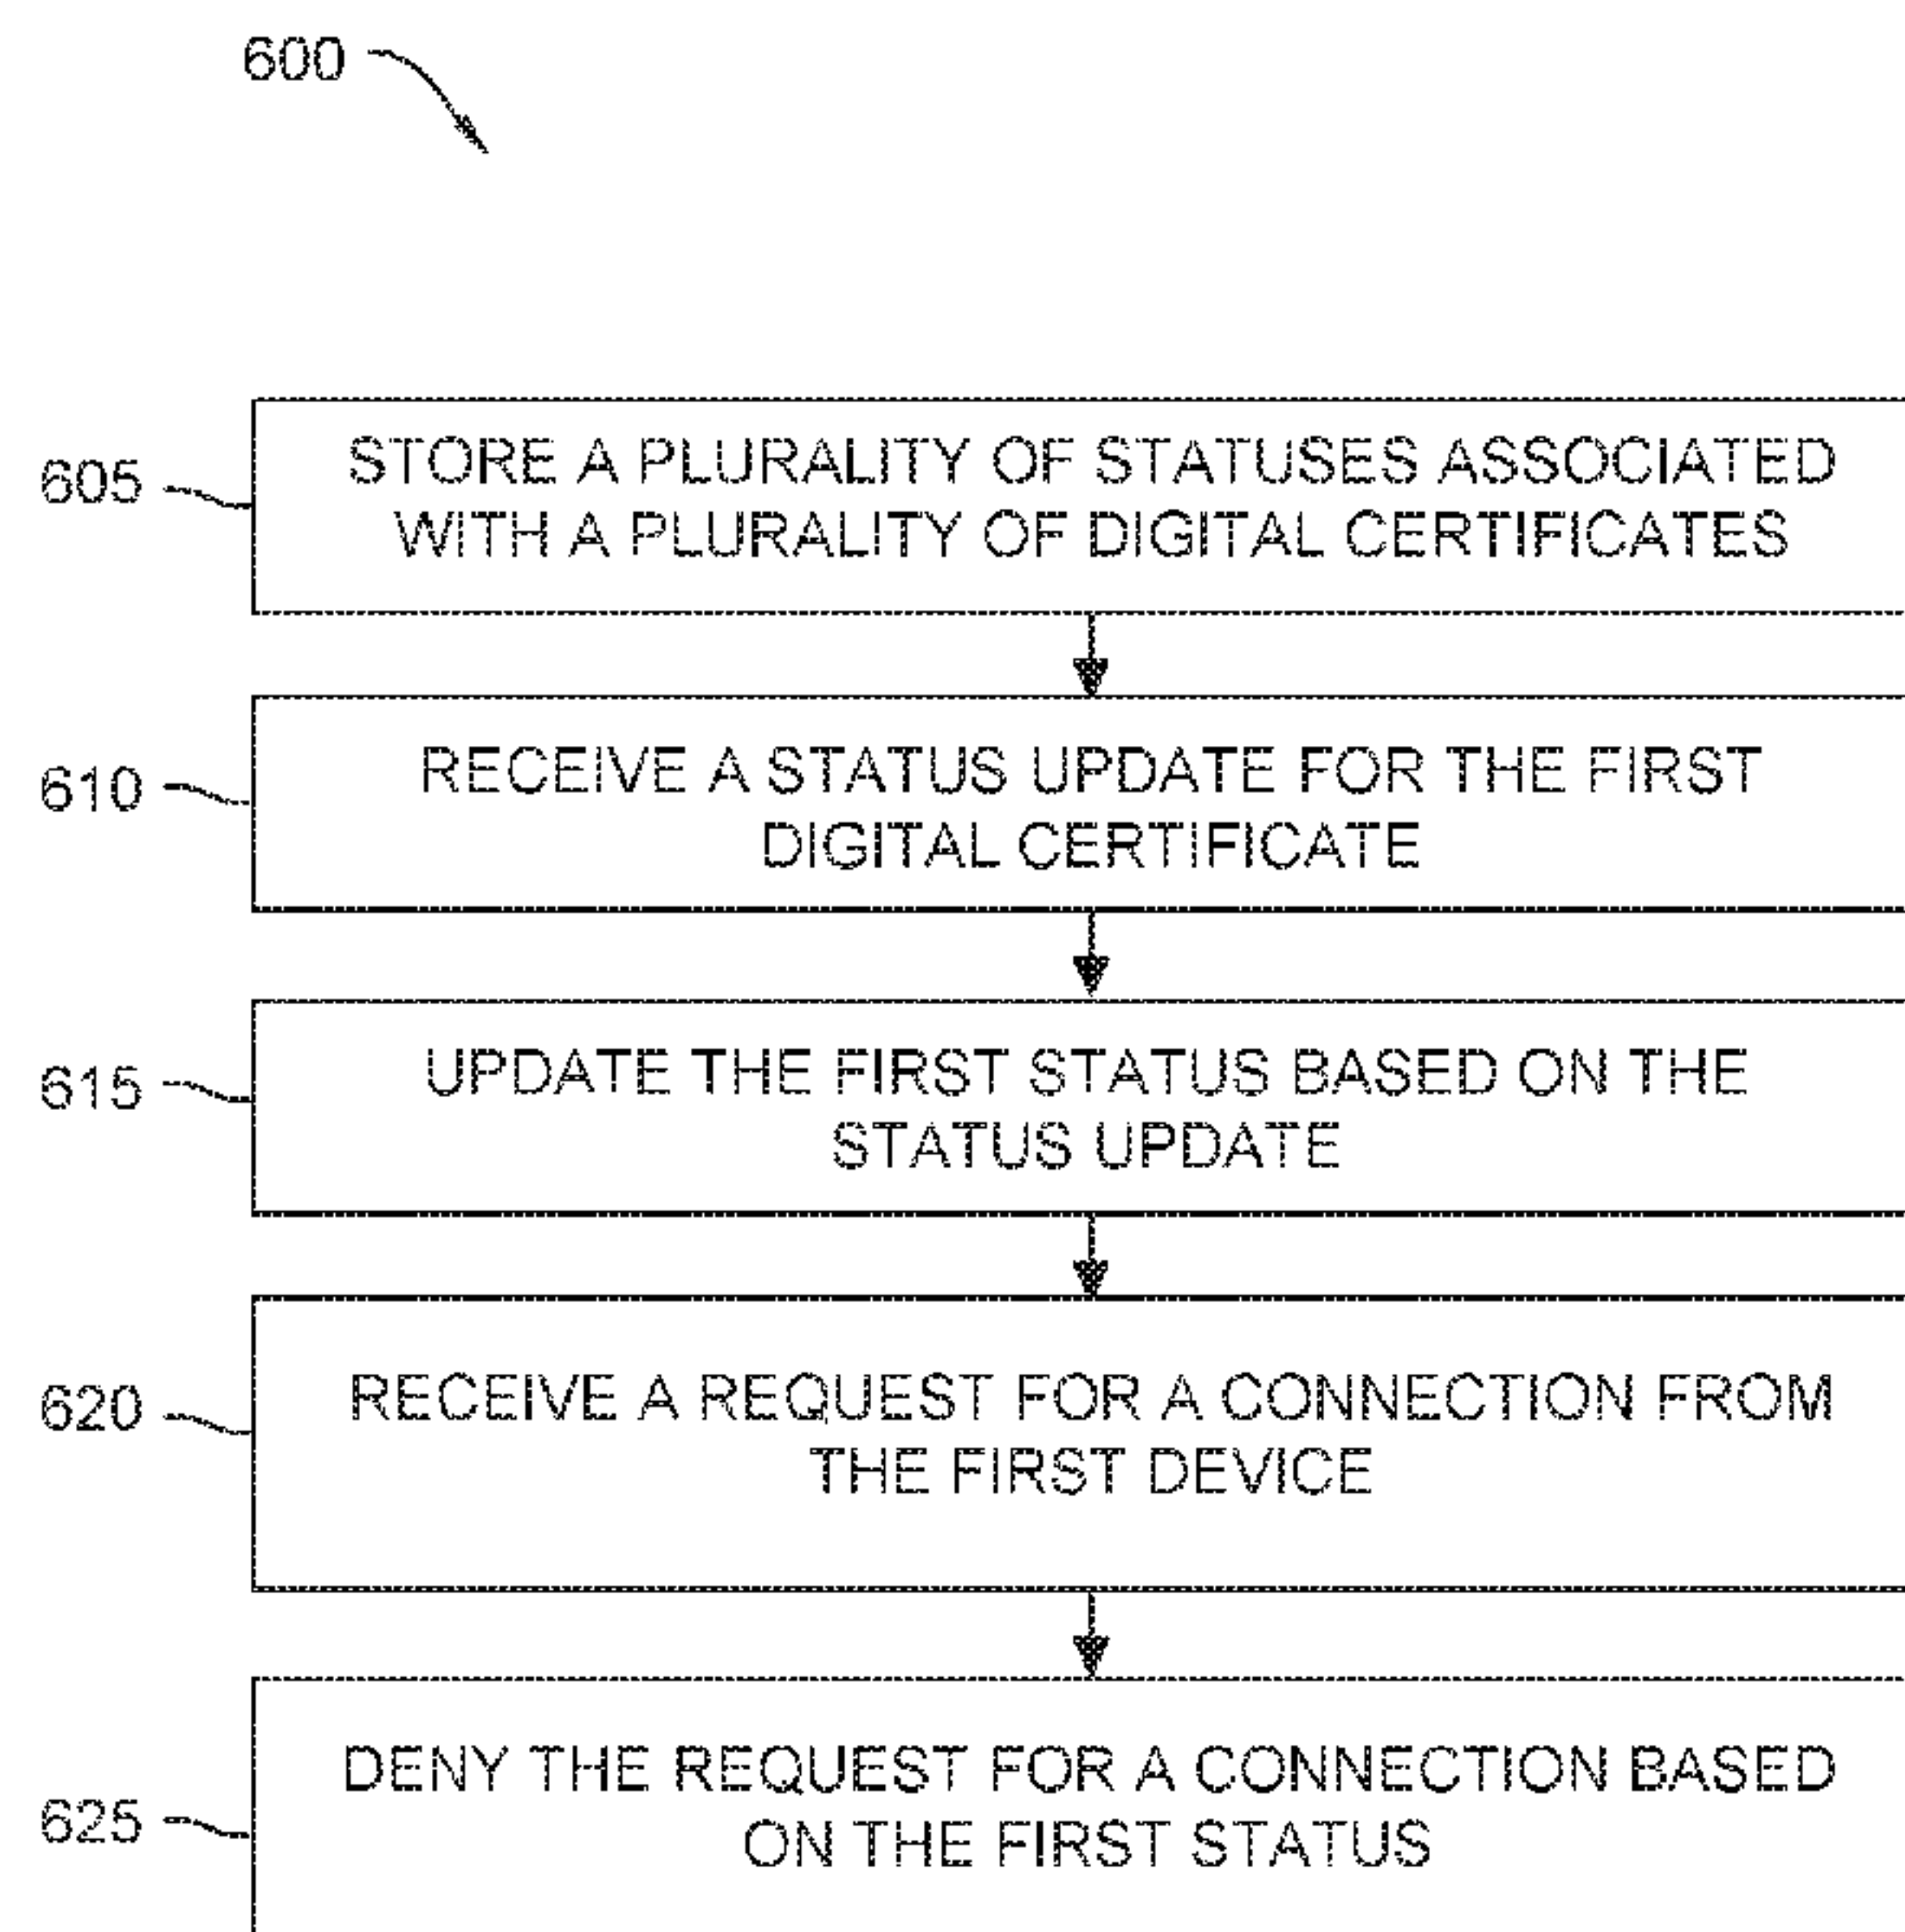 600
605
STORE A PLURALITY OF STATUSES ASSOCIATED
WITH A PLURALITY OF DIGITAL CERTIFICATES
610
RECEIVE A STATUS UPDATE FOR THE FIRST
DIGITAL CERTIFICATE
615
UPDATE THE FIRST STATUS BASED ON THE
STATUS UPDATE
620
RECEIVE A REQUEST FOR A CONNECTION FROM
THE FIRST DEVICE
625
DENY THE REQUEST FOR A CONNECTION BASED
ON THE FIRST STATUS